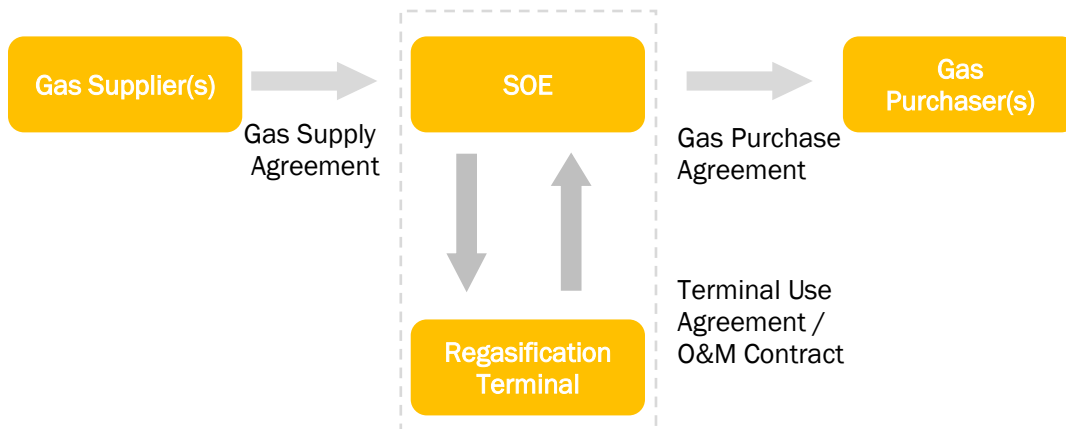 Gas Supplier(s)
SOE
Gas
Purchaser(s)
Gas Supply
Agreement
Gas Purchase
Agreement
Terminal Use
Agreement /
O&M Contract
Regasification
Terminal